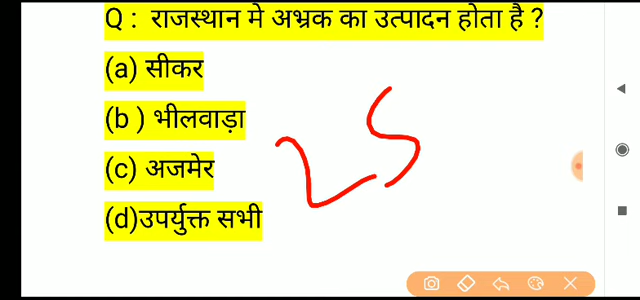 Q : राजस्थान मे अभ्रक का उत्पादन होता है ?
(a) सीकर
(b ) भीलवाड़ा
(c) अजमेर
(d)उपर्युक्त सभी
25